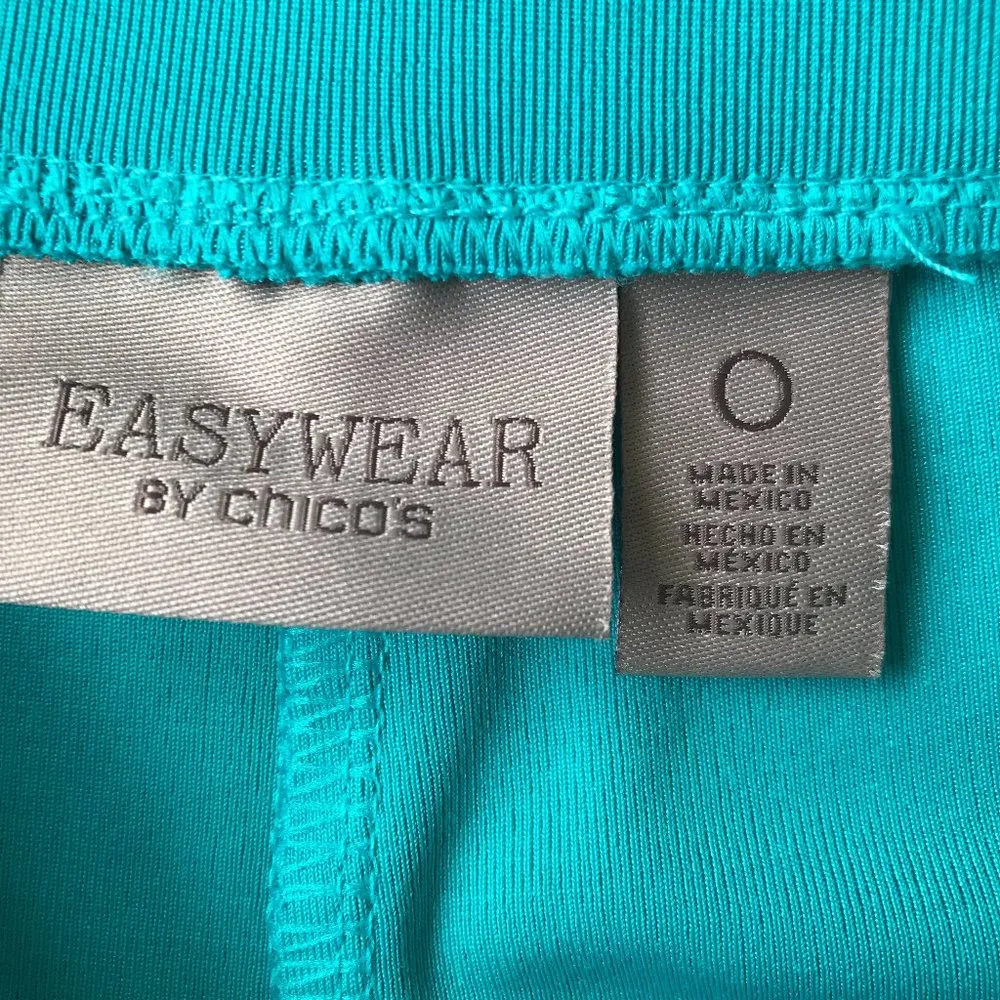 EASYWEAR
BY CHICO'S
0
MADE IN
MEXICO
HECHO EN
MÉXICO
FABRIQUÉ EN
MEXIQUE